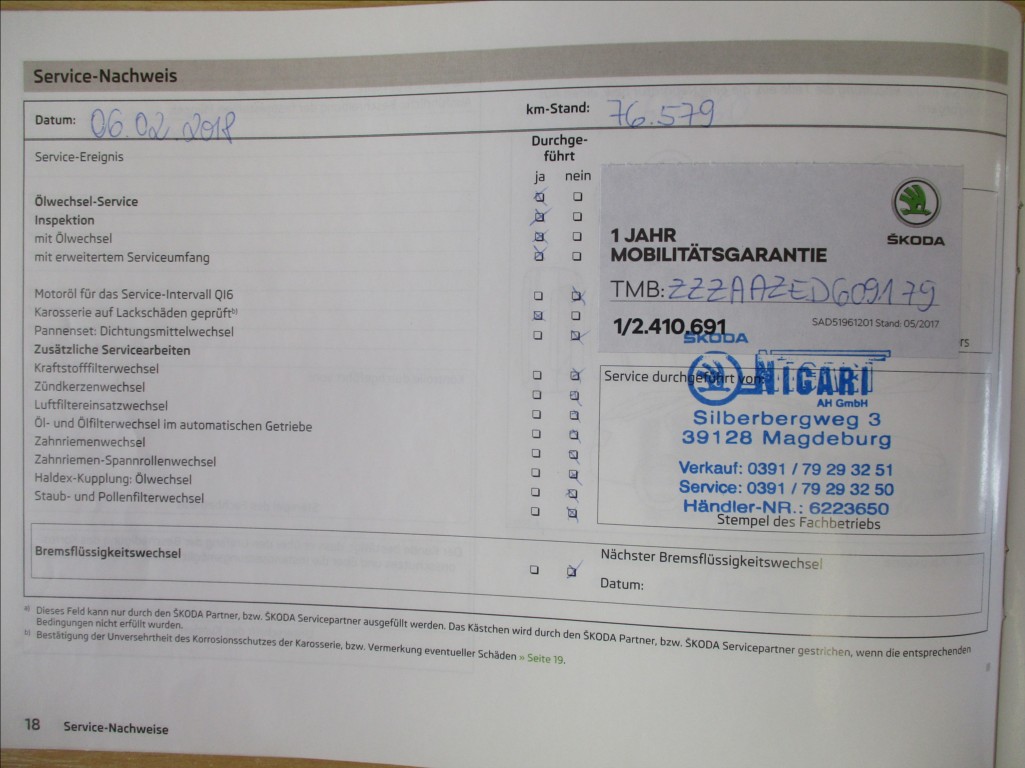 Service-Nachweis
Datum: 06.02.2018
km-Stand: 76.579
Service-Ereignis
Durchge-
führt
ja nein
Ölwechsel-Service
Inspektion
mit Ölwechsel
mit erweitertem Serviceumfang
Motoröl für das Service-Intervall QI6
Karosserie auf Lackschäden geprüft b)
Pannenset: Dichtungsmittelwechsel
Zusätzliche Servicearbeiten
Kraftstofffilterwechsel
Zündkerzenwechsel
Luftfiltereinsatzwechsel
Öl- und Ölfilterwechsel im automatischen Getriebe
Zahnriemenwechsel
Zahnriemen-Spannrollenwechsel
Haldex-Kupplung: Ölwechsel
Staub- und Pollenfilterwechsel
ŠKODA
1 JAHR
MOBILITÄTSGARANTIE
TMB: ZZZAAZED609179
1/2.410.691
SAD51961201 Stand: 05/2017
rs
Service durchgeführt von:
ŠKODA
NIGARI
AH GmbH
Silberbergweg 3
39128 Magdeburg
Verkauf: 0391 / 79 29 32 51
Service: 0391 / 79 29 32 50
Händler-NR.: 6223650
Stempel des Fachbetriebs
Bremsflüssigkeitswechsel
Nächster Bremsflüssigkeitswechsel
Datum:
a) Dieses Feld kann nur durch den ŠKODA Partner, bzw. ŠKODA Servicepartner ausgefüllt werden. Das Kästchen wird durch den ŠKODA Partner, bzw. ŠKODA Servicepartner gestrichen, wenn die entsprechenden
Bedingungen nicht erfüllt wurden.
b) Bestätigung der Unversehrtheit des Korrosionsschutzes der Karosserie, bzw. Vermerkung eventueller Schäden » Seite 19.
18 Service-Nachweise